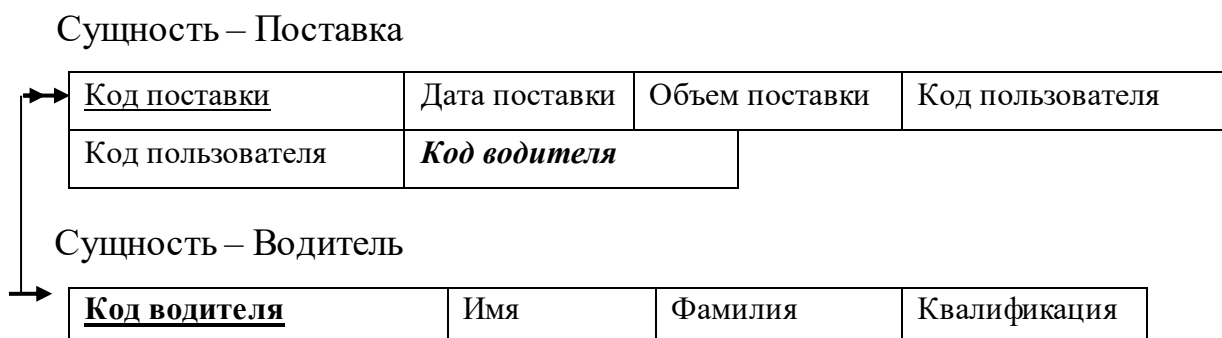 Сущность – Поставка
Код поставки Дата поставки Объем поставки Код пользователя
Код пользователя Код водителя
Сущность – Водитель
Код водителя Имя Фамилия Квалификация